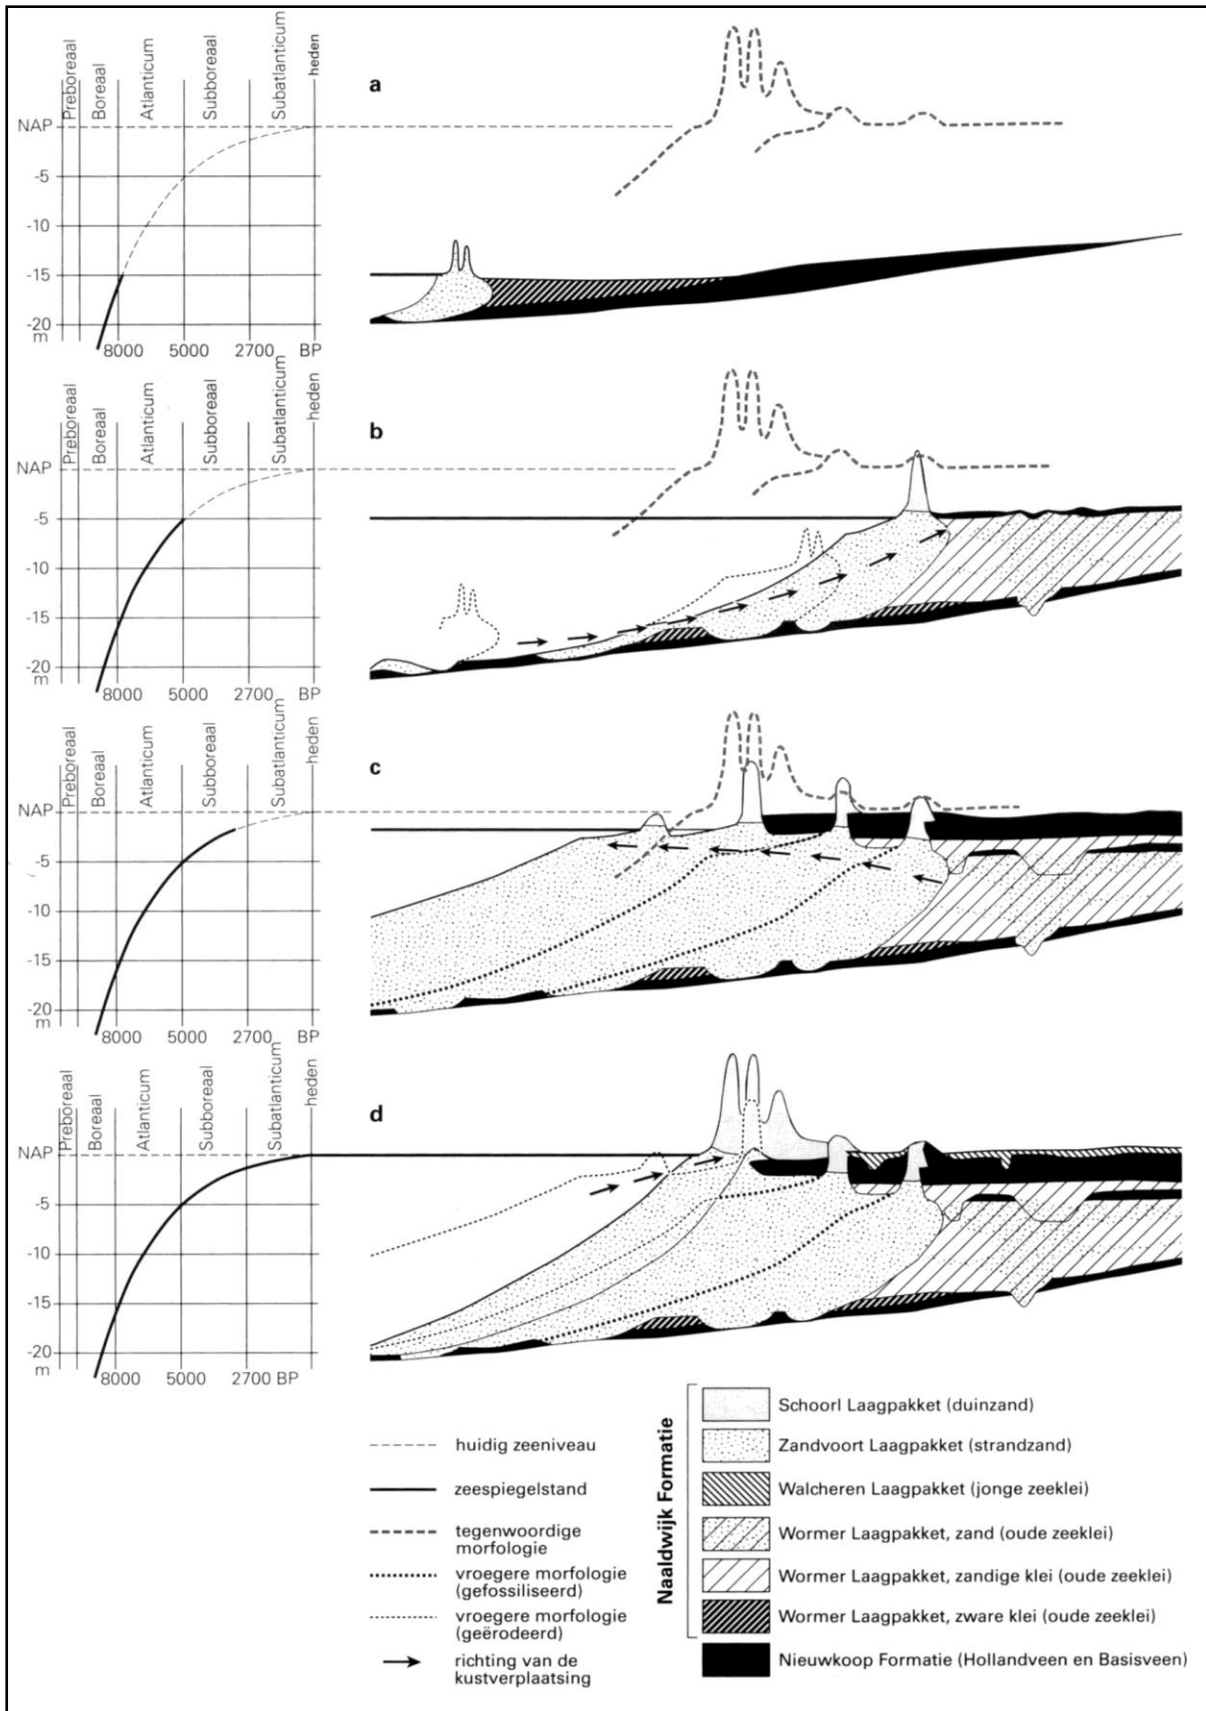 Preboreaal
Boreaal
Atlanticum
Subboreaal
Subatlanticum
heden
a
NAP
-5
-10
-15
-20
m
8000 5000 2700 BP
Preboreaal
Boreaal
Atlanticum
Subboreaal
Subatlanticum
heden
b
NAP
-5
-10
-15
-20
m
8000 5000 2700 BP
Preboreaal
Boreaal
Atlanticum
Subboreaal
Subatlanticum
heden
c
NAP
-5
-10
-15
-20
m
8000 5000 2700 BP
Preboreaal
Boreaal
Atlanticum
Subboreaal
Subatlanticum
heden
d
NAP
-5
-10
-15
-20
m
8000 5000 2700 BP
huidig zeeniveau
zeespiegelstand
tegenwoordige
morfologie
vroegere morfologie
(gefossiliseerd)
vroegere morfologie
(geërodeerd)
richting van de
kustverplaatsing
Naaldwijk Formatie
Schoorl Laagpakket (duinzand)
Zandvoort Laagpakket (strandzand)
Walcheren Laagpakket (jonge zeeklei)
Wormer Laagpakket, zand (oude zeeklei)
Wormer Laagpakket, zandige klei (oude zeeklei)
Wormer Laagpakket, zware klei (oude zeeklei)
Nieuwkoop Formatie (Hollandveen en Basisveen)